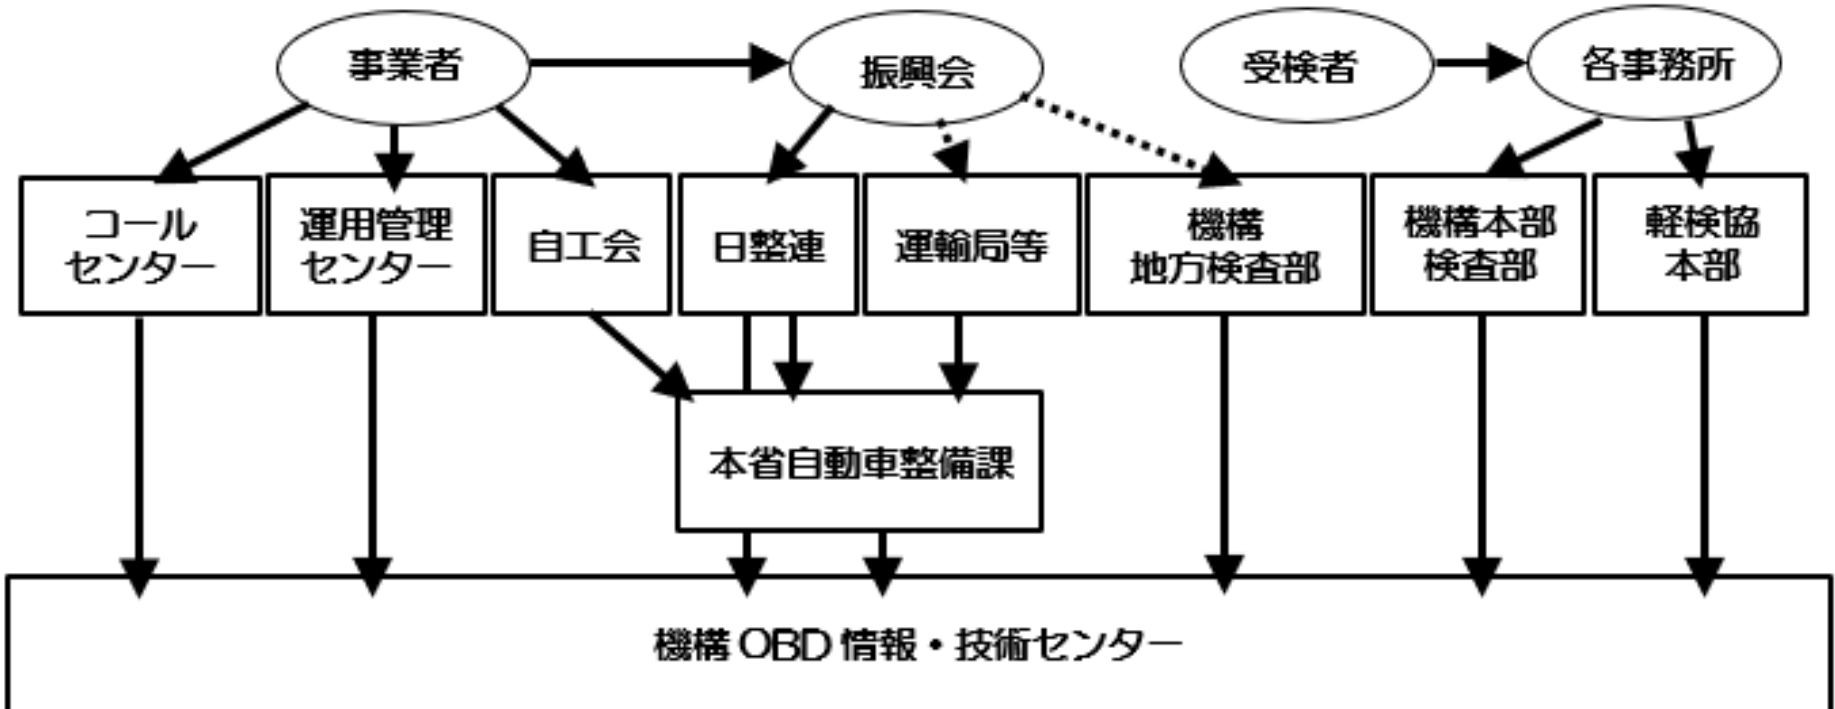 事業者
振興会
受検者
各事務所
コール
センター
運用管理
センター
自工会
日整連
運輸局等
機構
地方検査部
機構本部
検査部
軽検協
本部
本省自動車整備課
機構 OBD 情報・技術センター